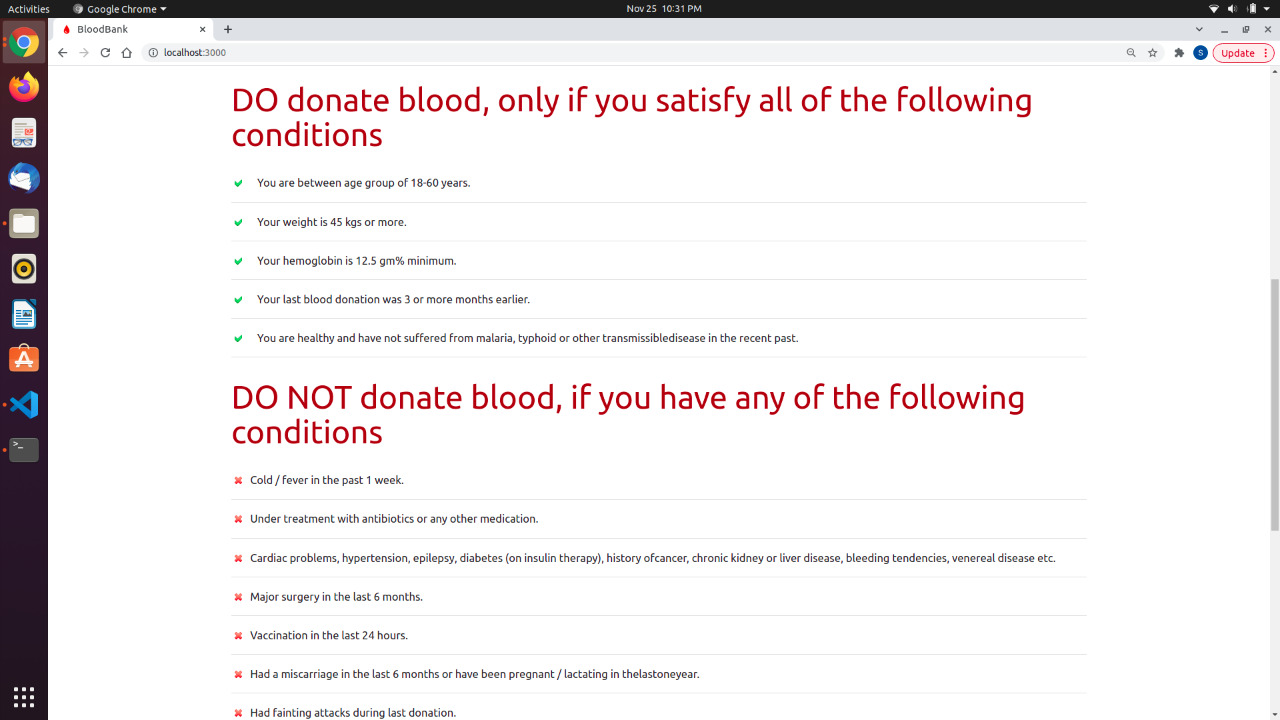 Activities
Google Chrome
Nov 25 10:31 PM
BloodBank
localhost:3000
S
Update
DO donate blood, only if you satisfy all of the following
conditions
You are between age group of 18-60 years.
Your weight is 45 kgs or more.
Your hemoglobin is 12.5 gm% minimum.
Your last blood donation was 3 or more months earlier.
You are healthy and have not suffered from malaria, typhoid or other transmissibledisease in the recent past.
DO NOT donate blood, if you have any of the following
conditions
Cold / fever in the past 1 week.
Under treatment with antibiotics or any other medication.
Cardiac problems, hypertension, epilepsy, diabetes (on insulin therapy), history ofcancer, chronic kidney or liver disease, bleeding tendencies, venereal disease etc.
Major surgery in the last 6 months.
Vaccination in the last 24 hours.
Had a miscarriage in the last 6 months or have been pregnant / lactating in thelastoneyear.
Had fainting attacks during last donation.